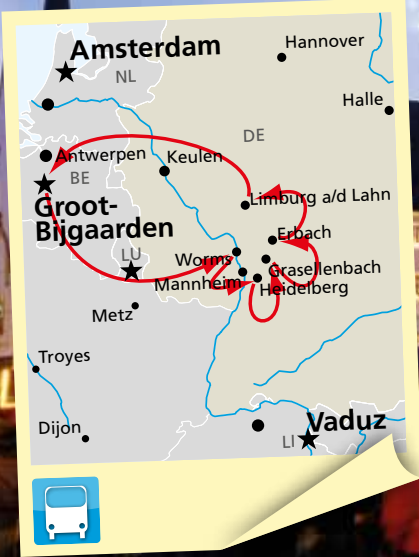 Amsterdam
Hannover
NL
Halle
DE
Antwerpen
Keulen
BE
Limburg a/d Lahn
Groot-
Bijgaarden
Erbach
LU
Worms
Grasellenbach
Mannheim
Heidelberg
Metz
Troyes
Vaduz
Dijon
LI